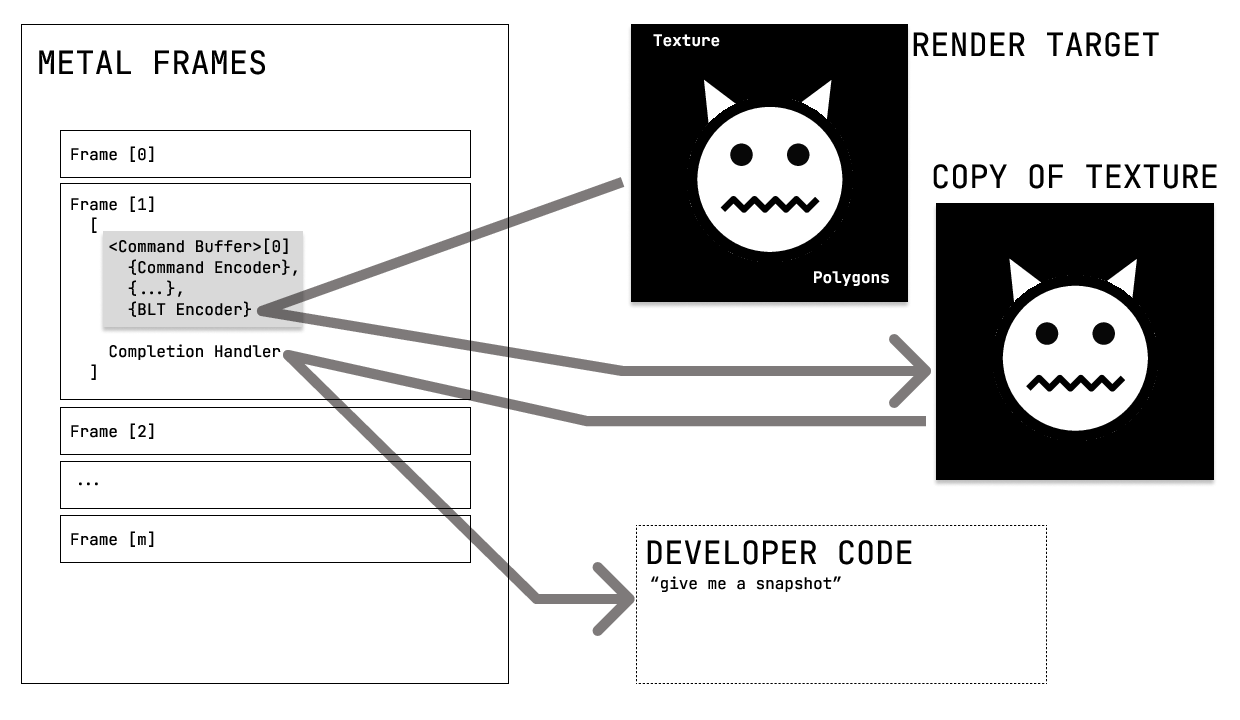 METAL FRAMES
Frame [0]
Frame [1]
[
<Command Buffer>[0]
{Command Encoder},
{...},
{BLT Encoder}
Completion Handler
]
Frame [2]
...
Frame [m]
Texture
RENDER TARGET
Polygons
COPY OF TEXTURE
DEVELOPER CODE
“give me a snapshot”